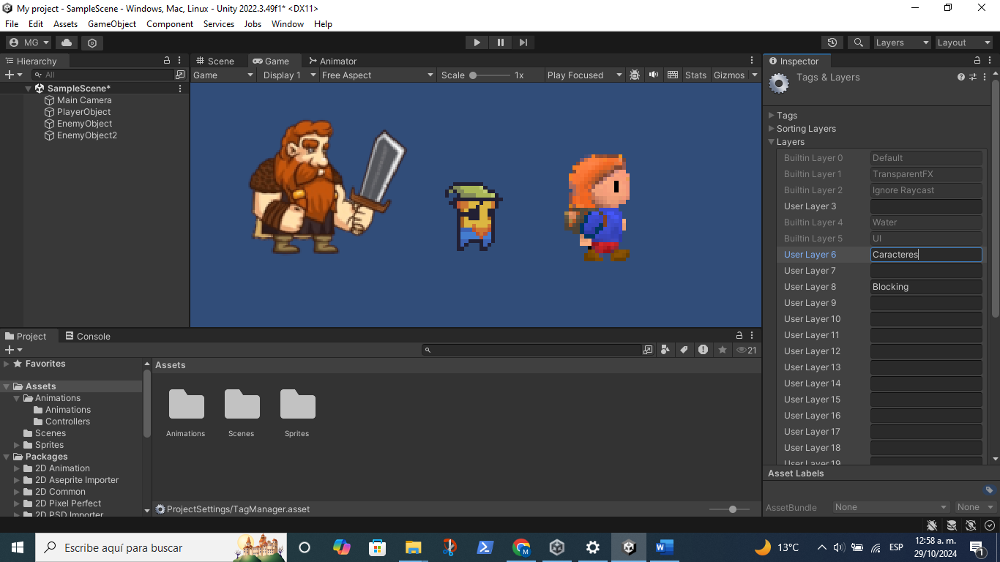 My project - SampleScene - Windows, Mac, Linux - Unity 2022.3.49f1* <DX11>
File Edit Assets GameObject Component Services Jobs Window Help
MG Layers Layout
Hierarchy
All
SampleScene*
Main Camera
PlayerObject
EnemyObject
EnemyObject2
Scene Game Animator
Game Display 1 Free Aspect Scale 1x Play Focused Stats Gizmos
Inspector
Tags & Layers
Tags
Sorting Layers
Layers
Builtin Layer 0 Default
Builtin Layer 1 TransparentFX
Builtin Layer 2 Ignore Raycast
User Layer 3
Builtin Layer 4 Water
Builtin Layer 5 UI
User Layer 6 Caracteres
User Layer 7
User Layer 8 Blocking
User Layer 9
User Layer 10
User Layer 11
User Layer 12
User Layer 13
User Layer 14
User Layer 15
User Layer 16
User Layer 17
User Layer 18
User Layer 19
Asset Labels
AssetBundle None None
Project Console
21
Favorites
Assets
Animations
Animations
Controllers
Scenes
Sprites
Packages
2D Animation
2D Aseprite Importer
2D Common
2D Pixel Perfect
2D PSD Importer
Assets
Animations Scenes Sprites
ProjectSettings/TagManager.asset
Escribe aquí para buscar
13°C
ESP
12:58 a. m.
29/10/2024
1